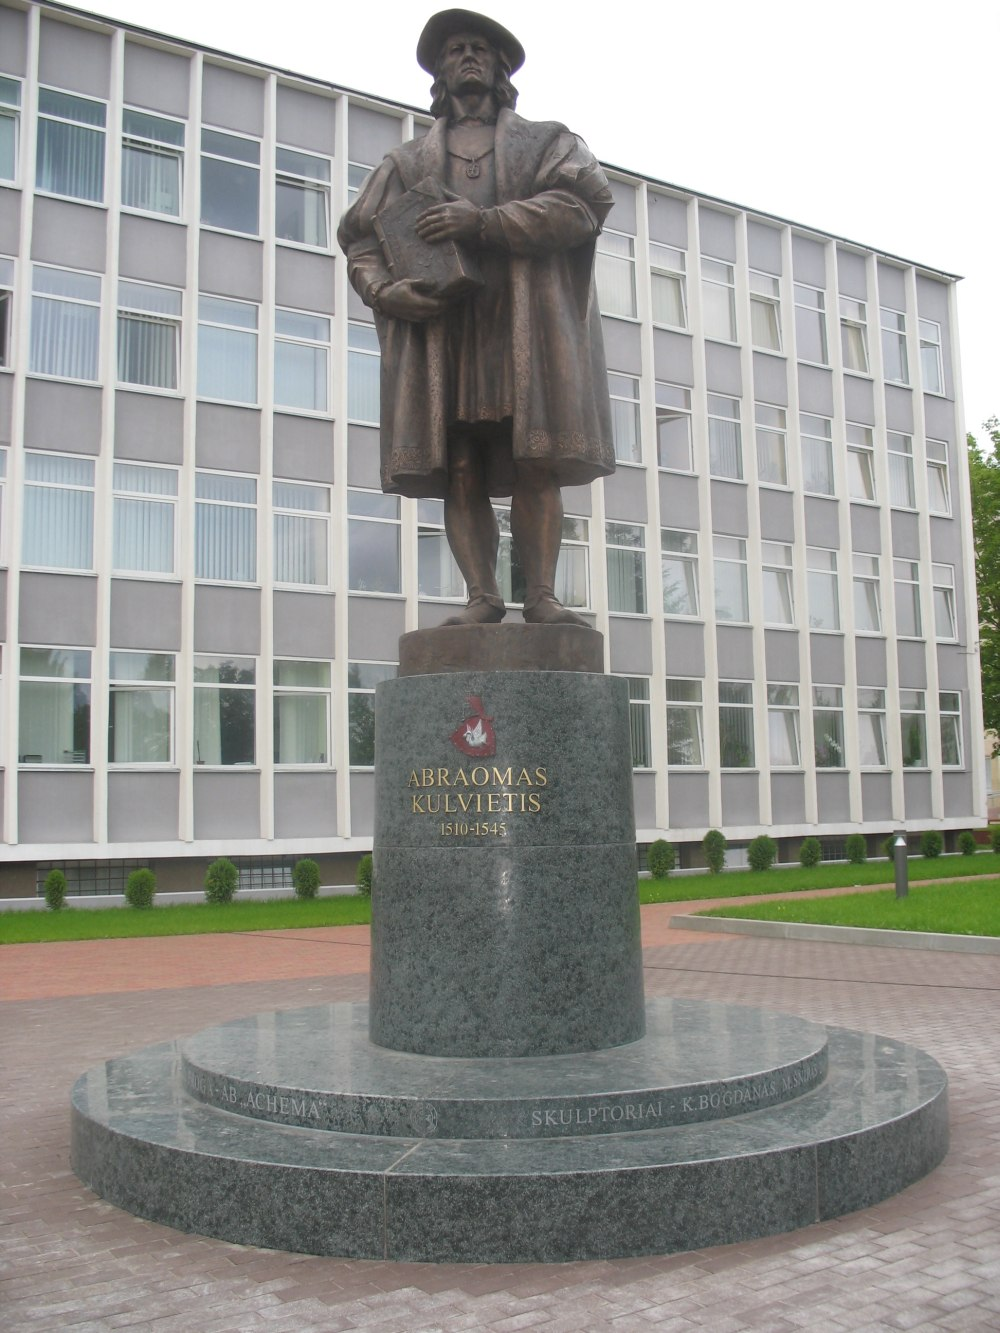 ABRAOMAS
KULVIETIS
1510-1545
AB „ACHEMA"
SKULPTORIAI - K.BOGDANAS,